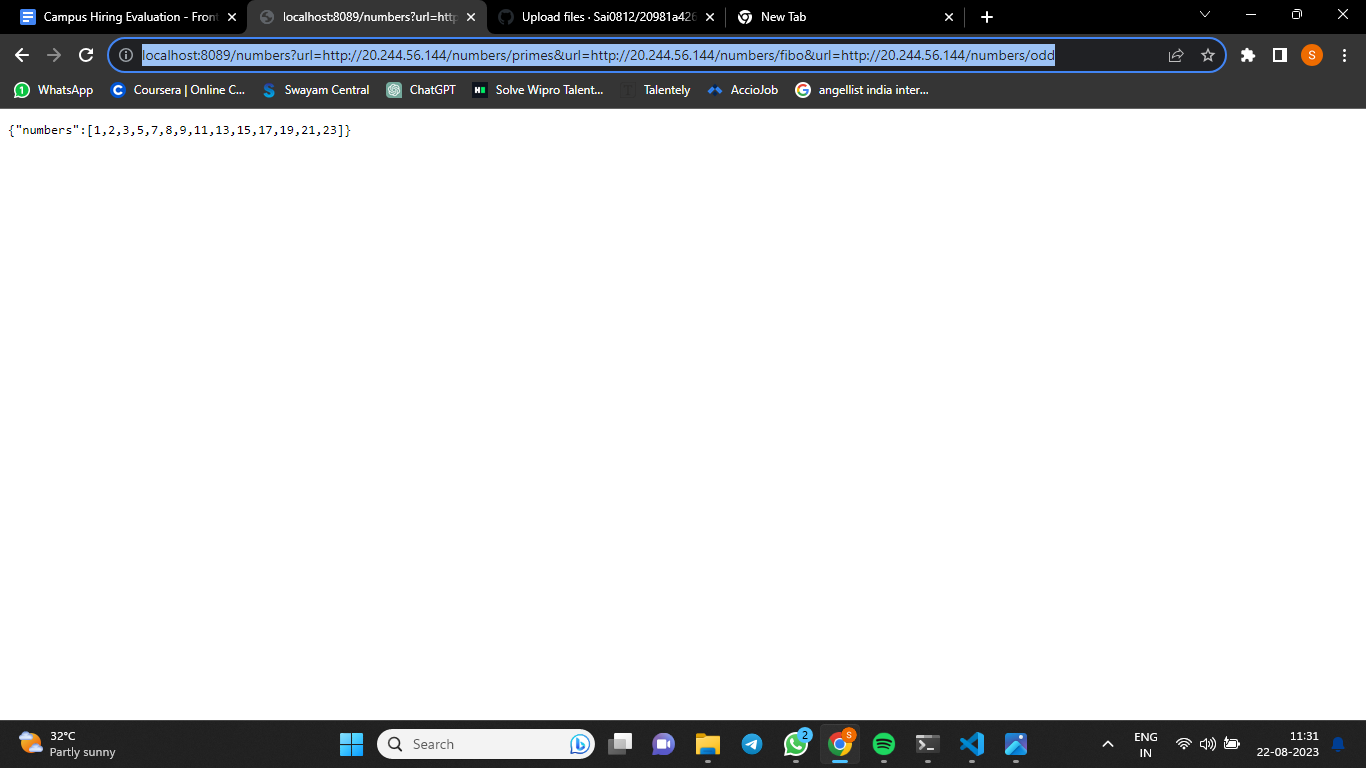 Campus Hiring Evaluation - Front
localhost:8089/numbers?url=http
Upload files · Sai0812/20981a426
New Tab
localhost:8089/numbers?url=http://20.244.56.144/numbers/primes&url=http://20.244.56.144/numbers/fibo&url=http://20.244.56.144/numbers/odd
S
WhatsApp
Coursera | Online C...
Swayam Central
ChatGPT
Solve Wipro Talent...
Talentely
AccioJob
angellist india inter...
{"numbers":[1,2,3,5,7,8,9,11,13,15,17,19,21,23]}
32°C
Partly sunny
Search
2
S
ENG
IN
11:31
22-08-2023